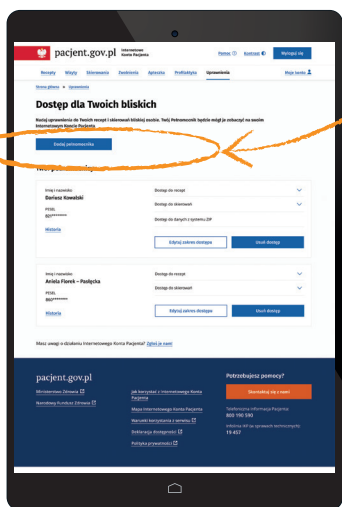 pacjent.gov.pl
Internetowe
Konto Pacjenta
Pomoc
Kontrast
Wyloguj się
Recepty Wizyty Skierowania Zwolnienia Apteczka Profilaktyka Uprawnienia Moje konto
Strona główna Uprawnienia
Dostęp dla Twoich bliskich
Nadaj uprawnienia do Twoich recept i skierowań bliskiej osobie. Twój Pełnomocnik będzie mógł je zobaczyć na swoim
Internetowym Koncie Pacjenta
Dodaj pełnomocnika
Imię i nazwisko
Dariusz Kowalski
PESEL
Historia
Dostęp do recept
Dostęp do skierowań
Dostęp do danych z systemu ZIP
Edytuj zakres dostępu
Usuń dostęp
Imię i nazwisko
Aniela Fiorek – Pasłęcka
PESEL
Historia
Dostęp do recept
Dostęp do skierowań
Edytuj zakres dostępu
Usuń dostęp
Masz uwagi o działaniu Internetowego Konta Pacjenta? Zgłoś je nam!
pacjent.gov.pl
Ministerstwo Zdrowia
Narodowy Fundusz Zdrowia
Jak korzystać z Internetowego Konta
Pacjenta
Mapa Internetowego Konta Pacjenta
Warunki korzystania z serwisu
Deklaracja dostępności
Polityka prywatności
Potrzebujesz pomocy?
Skontaktuj się z nami
Telefoniczna Informacja Pacjenta
800 190 590
Infolinia IKP (w sprawach technicznych)
19 457